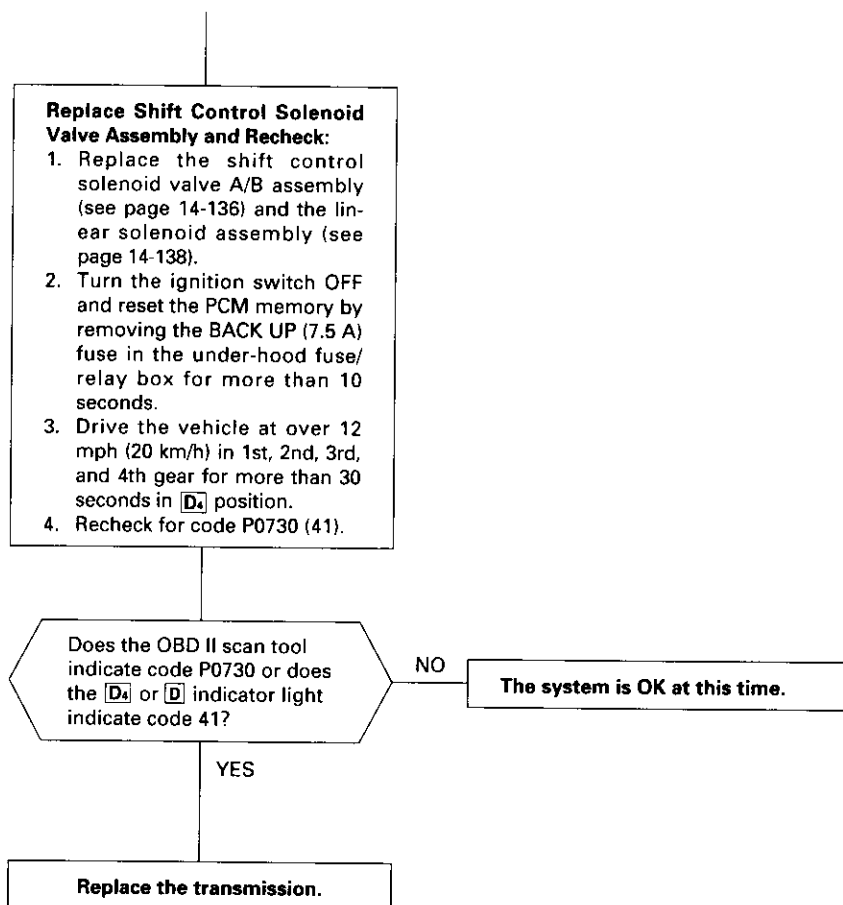 Replace Shift Control Solenoid
Valve Assembly and Recheck:
1. Replace the shift control
solenoid valve A/B assembly
(see page 14-136) and the lin-
ear solenoid assembly (see
page 14-138).
2. Turn the ignition switch OFF
and reset the PCM memory by
removing the BACK UP (7.5 A)
fuse in the under-hood fuse/
relay box for more than 10
seconds.
3. Drive the vehicle at over 12
mph (20 km/h) in 1st, 2nd, 3rd,
and 4th gear for more than 30
seconds in D4 position.
4. Recheck for code P0730 (41).
Does the OBD II scan tool
indicate code P0730 or does
the D4 or D indicator light
indicate code 41?
NO
The system is OK at this time.
YES
Replace the transmission.